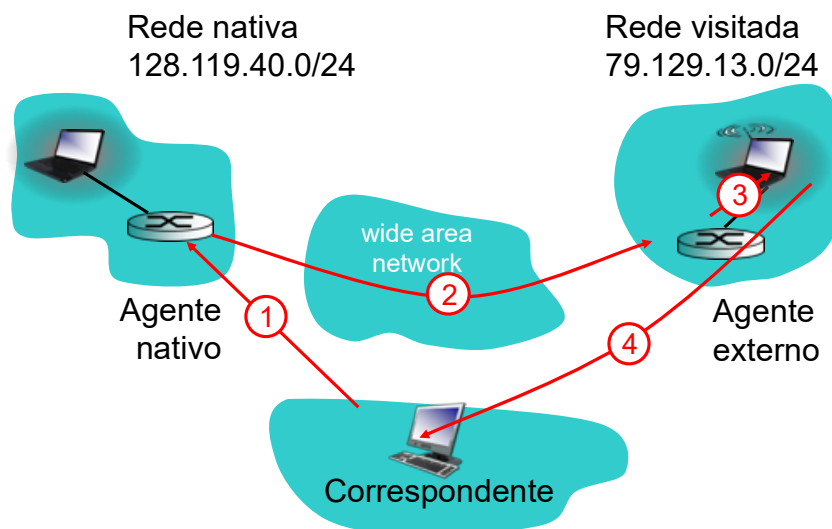 Rede nativa
128.119.40.0/24
Rede visitada
79.129.13.0/24
3
wide area
network
2
1
Agente
nativo
4
Agente
externo
Correspondente